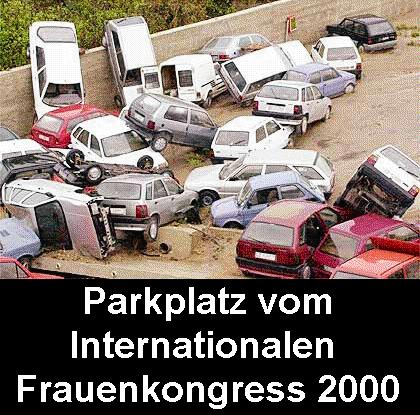 Parkplatz vom
Internationalen
Frauenkongress 2000